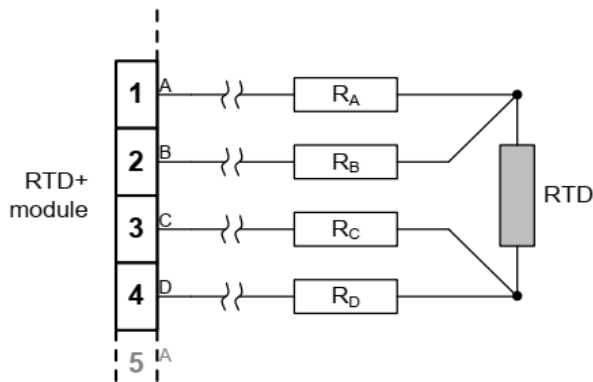 1 A R_A
2 B R_B
RTD+
module
RTD
3 C R_C
4 D R_D
5 A